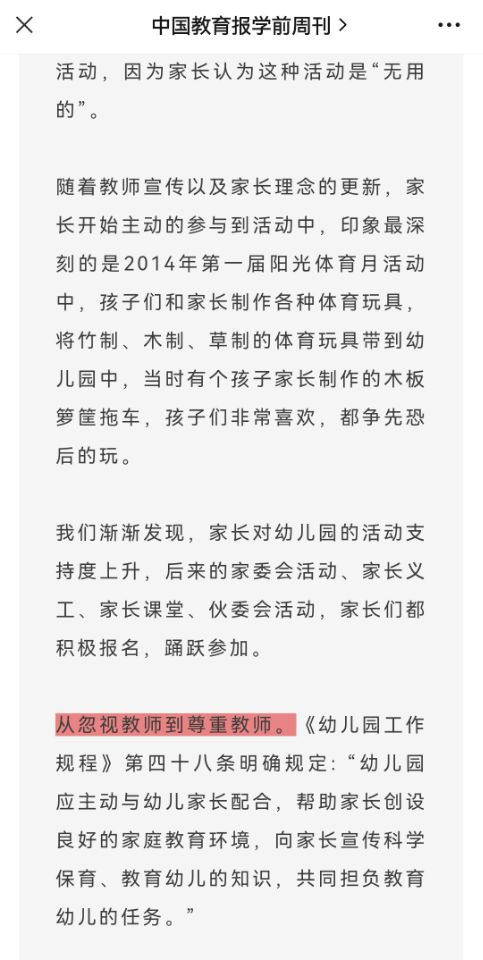 中国教育报学前周刊
活动，因为家长认为这种活动是“无用
的”。
随着教师宣传以及家长理念的更新，家
长开始主动的参与到活动中，印象最深
刻的是2014年第一届阳光体育月活动
中，孩子们和家长制作各种体育玩具，
将竹制、木制、草制的体育玩具带到幼
儿园中，当时有个孩子家长制作的木板
箩筐拖车，孩子们非常喜欢，都争先恐
后的玩。
我们渐渐发现，家长对幼儿园的活动支
持度上升，后来的家委会活动、家长义
工、家长课堂、伙委会活动，家长们都
积极报名，踊跃参加。
从忽视教师到尊重教师。《幼儿园工作
规程》第四十八条明确规定：“幼儿园
应主动与幼儿家长配合，帮助家长创设
良好的家庭教育环境，向家长宣传科学
保育、教育幼儿的知识，共同担负教育
幼儿的任务。”